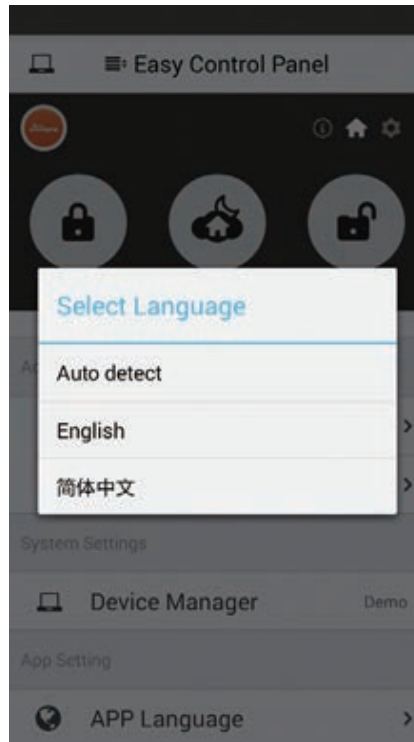 Easy Control Panel
Select Language
Auto detect
English
简体中文
System Settings
Device Manager Demo
App Setting
APP Language